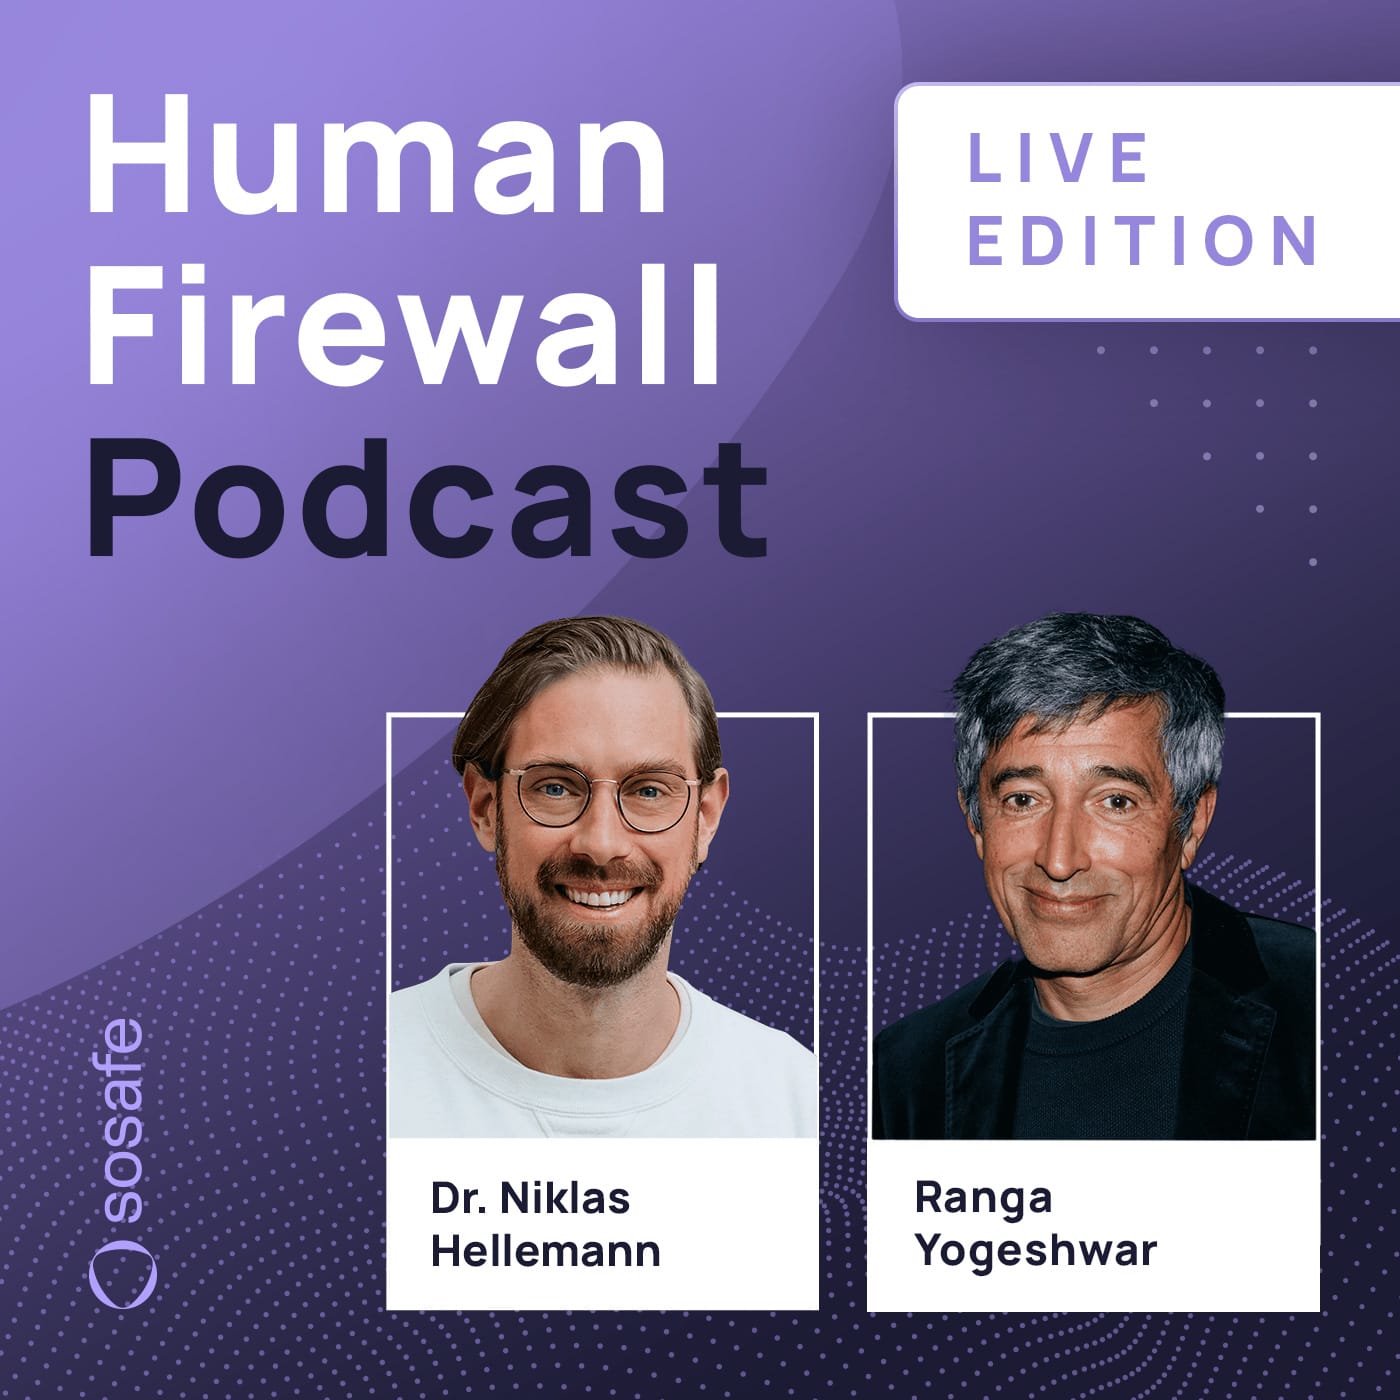 Human
Firewall
Podcast
LIVE
EDITION
sosafe
Dr. Niklas
Hellemann
Ranga
Yogeshwar